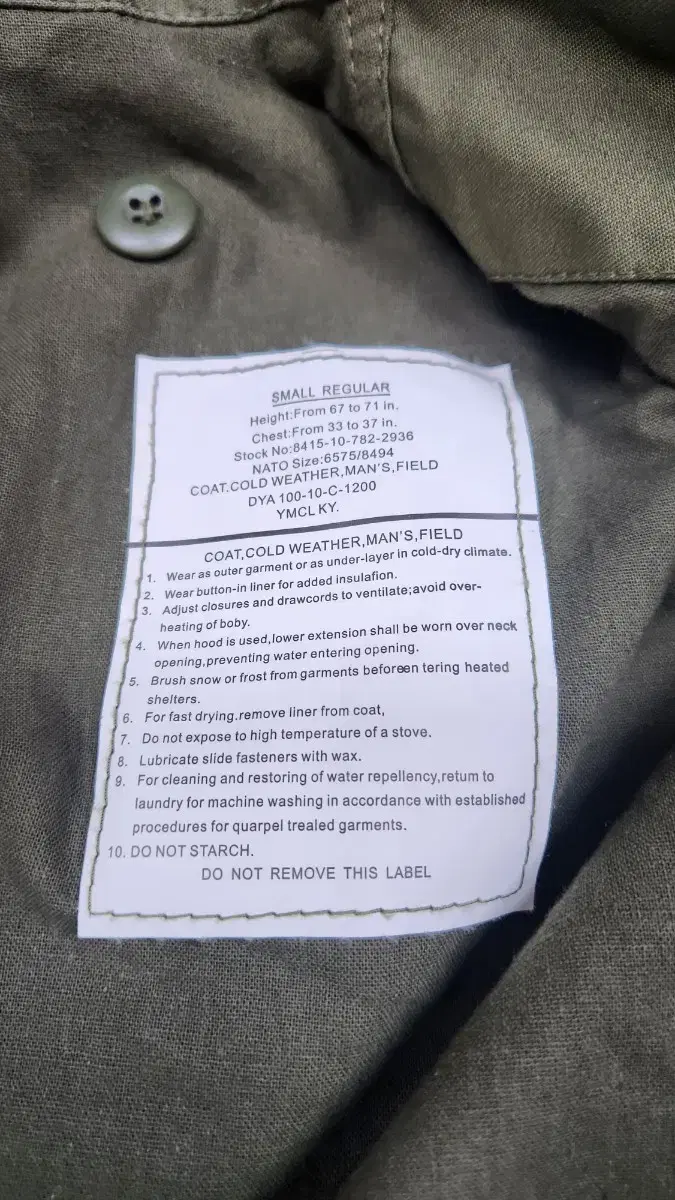 SMALL REGULAR
Height:From 67 to 71 in.
Chest:From 33 to 37 in.
Stock No:8415-10-782-2936
NATO Size:6575/8494
COAT,COLD WEATHER,MAN'S,FIELD
DYA 100-10-C-1200
YMCLKY.
COAT,COLD WEATHER,MAN'S,FIELD
1. Wear as outer garment or as under-layer in cold-dry climate.
2. Wear button-in liner for added insulafion.
3. Adjust closures and drawcords to ventilate;avoid over-
heating of boby.
4. When hood is used,lower extension shall be worn over neck
opening,preventing water entering opening.
5. Brush snow or frost from garments beforeen tering heated
shelters.
6. For fast drying.remove liner from coat,
7. Do not expose to high temperature of a stove.
8. Lubricate slide fasteners with wax.
9. For cleaning and restoring of water repellency,retum to
laundry for machine washing in accordance with established
procedures for quarpel trealed garments.
10. DO NOT STARCH.
DO NOT REMOVE THIS LABEL